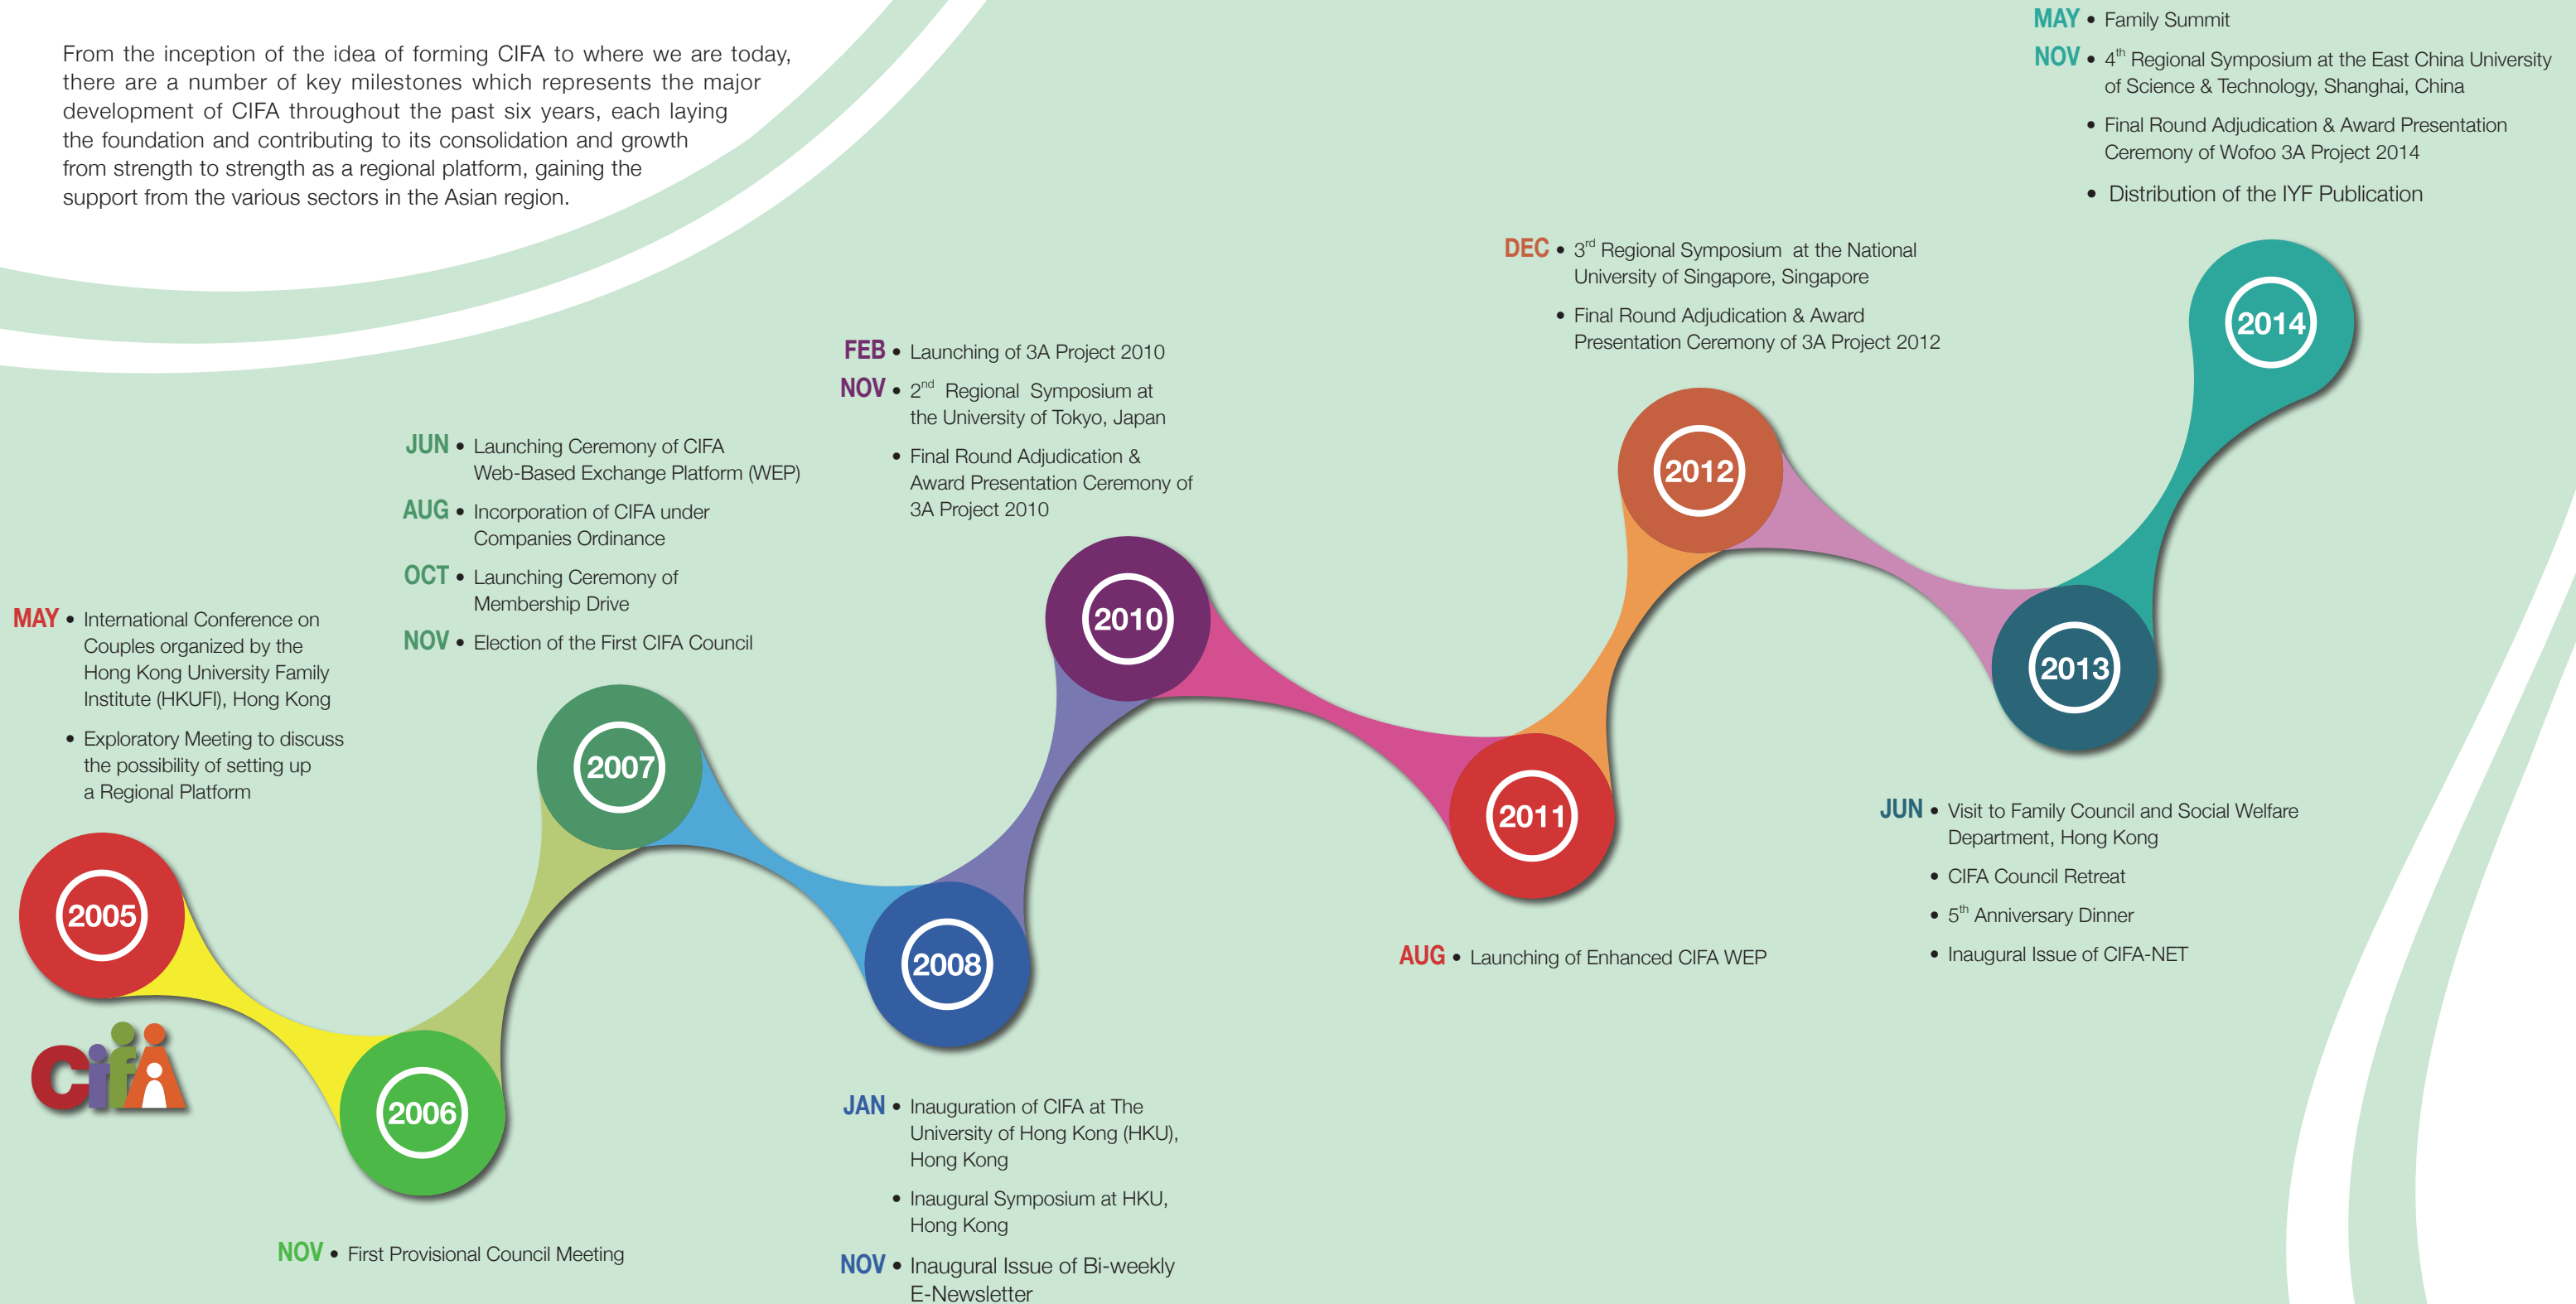 From the inception of the idea of forming CIFA to where we are today,
there are a number of key milestones which represents the major
development of CIFA throughout the past six years, each laying
the foundation and contributing to its consolidation and growth
from strength to strength as a regional platform, gaining the
support from the various sectors in the Asian region.
MAY • International Conference on
Couples organized by the
Hong Kong University Family
Institute (HKUFI), Hong Kong
• Exploratory Meeting to discuss
the possibility of setting up
a Regional Platform
2005
CifA
2006
NOV • First Provisional Council Meeting
JUN • Launching Ceremony of CIFA
Web-Based Exchange Platform (WEP)
AUG • Incorporation of CIFA under
Companies Ordinance
OCT • Launching Ceremony of
Membership Drive
NOV • Election of the First CIFA Council
2007
2008
JAN • Inauguration of CIFA at The
University of Hong Kong (HKU),
Hong Kong
• Inaugural Symposium at HKU,
Hong Kong
NOV • Inaugural Issue of Bi-weekly
E-Newsletter
FEB • Launching of 3A Project 2010
NOV • 2nd Regional Symposium at
the University of Tokyo, Japan
• Final Round Adjudication &
Award Presentation Ceremony of
3A Project 2010
2010
2011
AUG • Launching of Enhanced CIFA WEP
DEC • 3rd Regional Symposium at the National
University of Singapore, Singapore
• Final Round Adjudication & Award
Presentation Ceremony of 3A Project 2012
2012
2013
JUN • Visit to Family Council and Social Welfare
Department, Hong Kong
• CIFA Council Retreat
• 5th Anniversary Dinner
• Inaugural Issue of CIFA-NET
MAY • Family Summit
NOV • 4th Regional Symposium at the East China University
of Science & Technology, Shanghai, China
• Final Round Adjudication & Award Presentation
Ceremony of Wofoo 3A Project 2014
• Distribution of the IYF Publication
2014